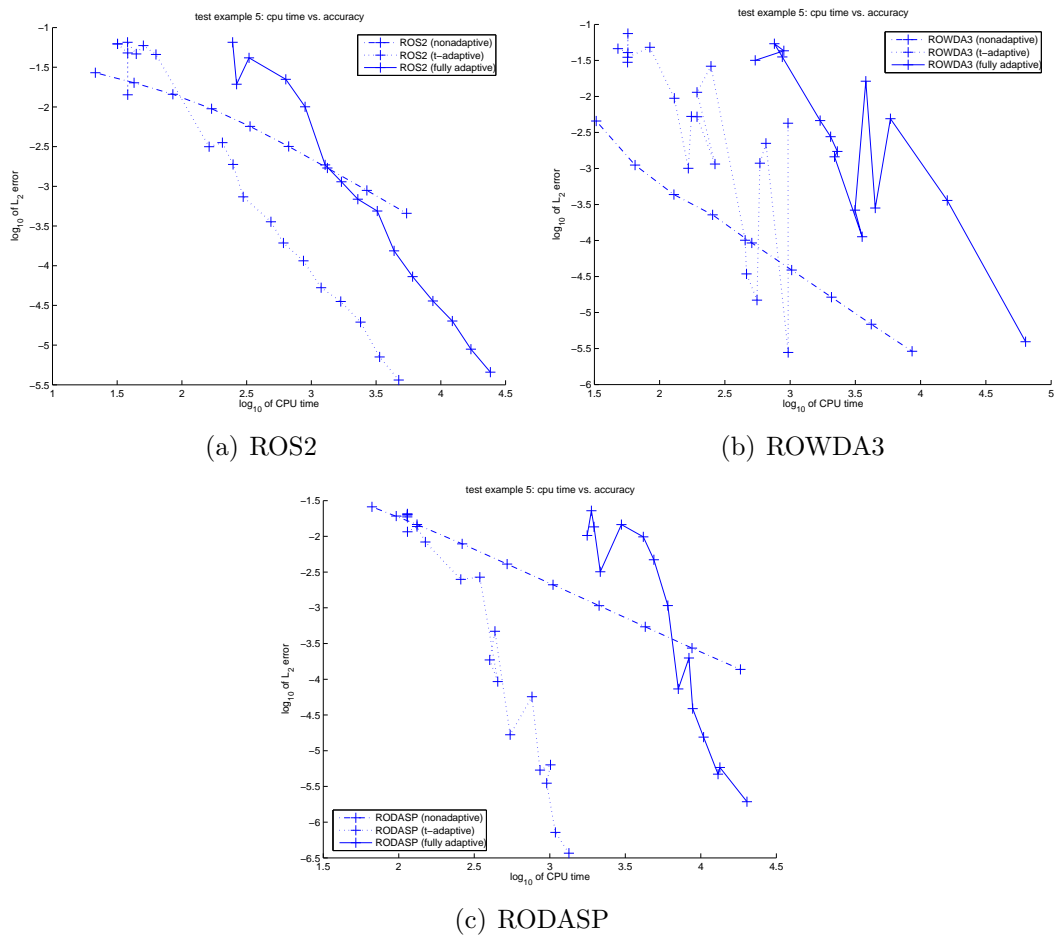 test example 5: cpu time vs. accuracy
-1
-1.5
-2
-2.5
-3
-3.5
-4
-4.5
-5
-5.5
log10 of L2 error
ROS2 (nonadaptive)
ROS2 (t-adaptive)
ROS2 (fully adaptive)
1 1.5 2 2.5 3 3.5 4 4.5
log10 of CPU time
(a) ROS2
test example 5: cpu time vs. accuracy
-1
-1.5
-2
-2.5
-3
-3.5
-4
-4.5
-5
-5.5
-6
log10 of L2 error
ROWDA3 (nonadaptive)
ROWDA3 (t-adaptive)
ROWDA3 (fully adaptive)
1.5 2 2.5 3 3.5 4 4.5 5
log10 of CPU time
(b) ROWDA3
test example 5: cpu time vs. accuracy
-1.5
-2
-2.5
-3
-3.5
-4
-4.5
-5
-5.5
-6
-6.5
log10 of L2 error
RODASP (nonadaptive)
RODASP (t-adaptive)
RODASP (fully adaptive)
1.5 2 2.5 3 3.5 4 4.5
log10 of CPU time
(c) RODASP